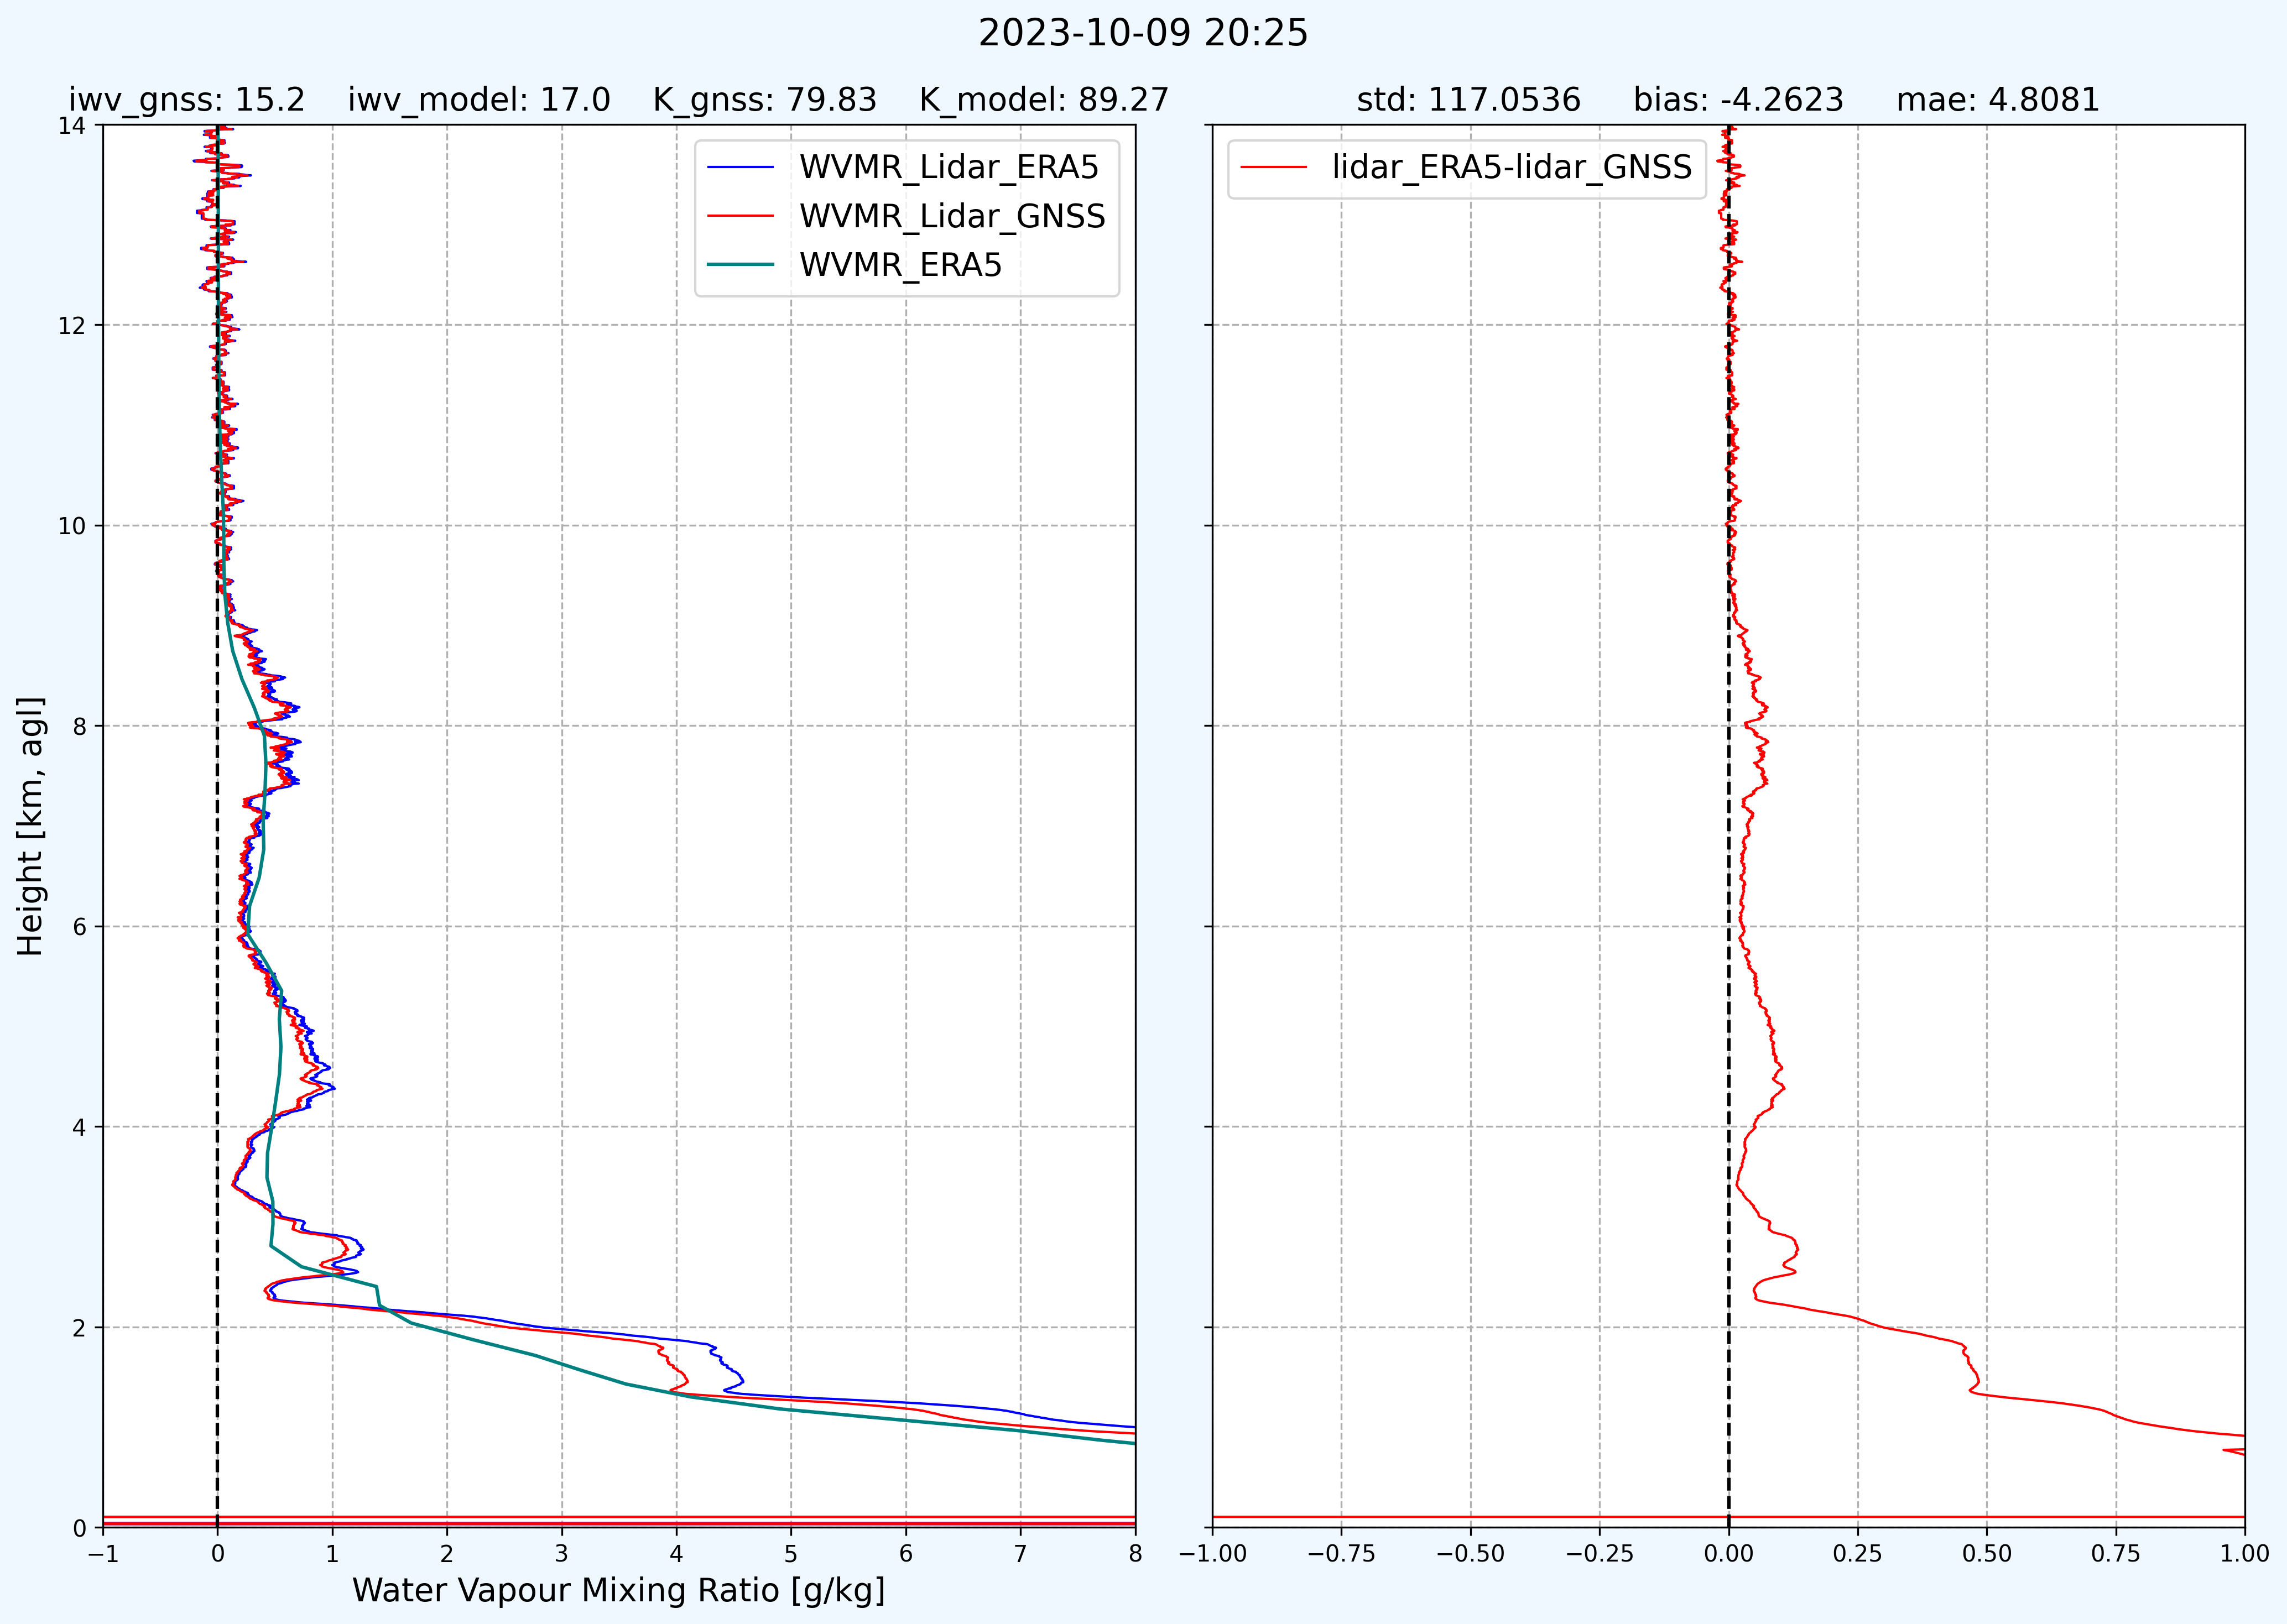 2023-10-09 20:25
iwv_gnss: 15.2 iwv_model: 17.0 K_gnss: 79.83 K_model: 89.27
std: 117.0536 bias: -4.2623 mae: 4.8081
WVMR_Lidar_ERA5
WVMR_Lidar_GNSS
WVMR_ERA5
lidar_ERA5-lidar_GNSS
14
12
10
8
6
4
2
0
Height [km, agl]
−1 0 1 2 3 4 5 6 7 8
Water Vapour Mixing Ratio [g/kg]
−1.00 −0.75 −0.50 −0.25 0.00 0.25 0.50 0.75 1.00